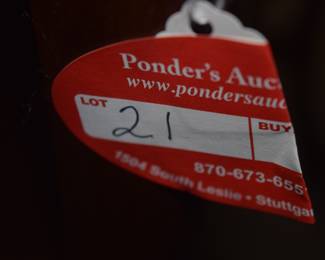 Ponder's Auc
www.pondersauc
LOT 21 BUY
870-673-655
1504 South Leslie • Stuttga